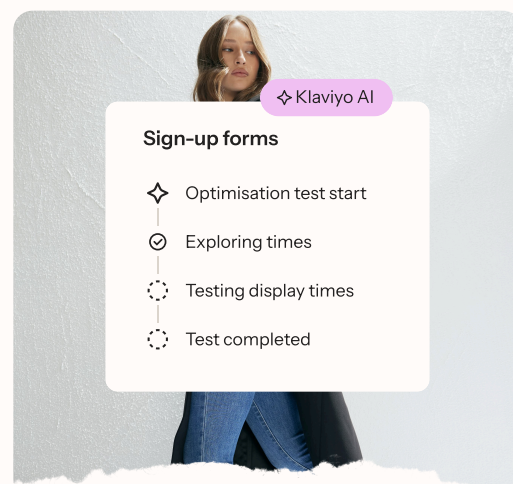 Klaviyo AI
Sign-up forms
Optimisation test start
Exploring times
Testing display times
Test completed